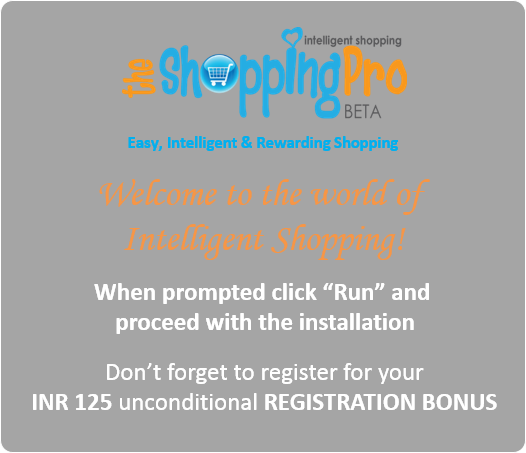 intelligent shopping
the ShoppingPro
BETA
Easy, Intelligent & Rewarding Shopping
Welcome to the world of
Intelligent Shopping!
When prompted click “Run” and
proceed with the installation
Don’t forget to register for your
INR 125 unconditional REGISTRATION BONUS